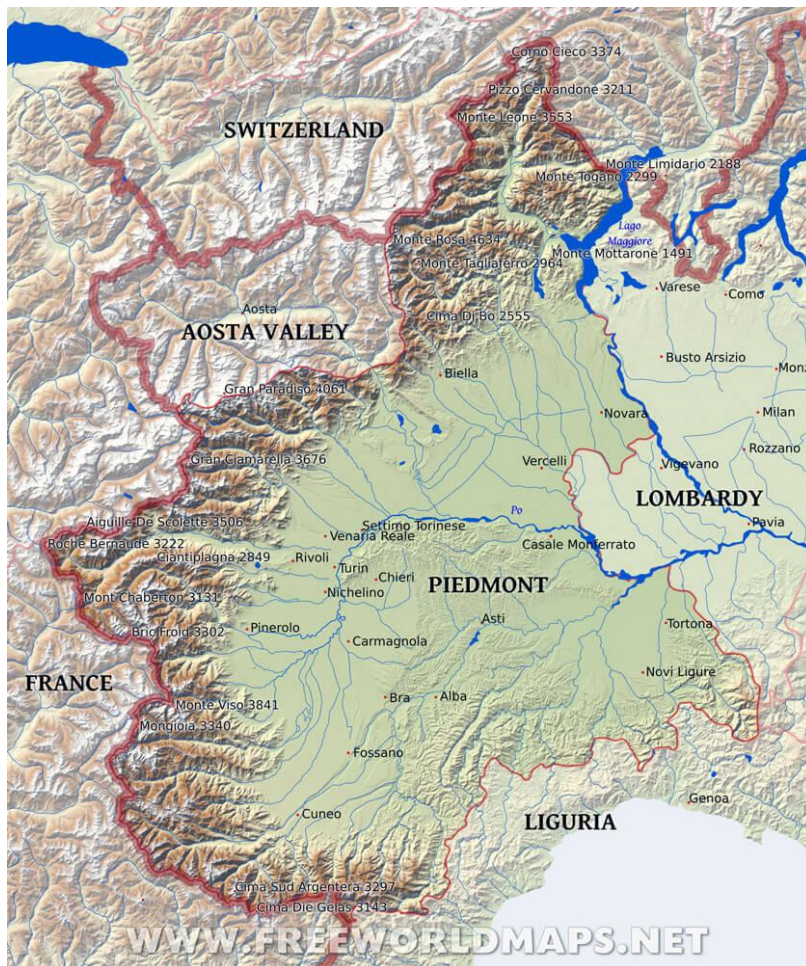 Corno Cieco 3374
Pizzo Cervandone 3211
Monte Leone 3553
SWITZERLAND
Monte Limidario 2188
Monte Togano 2299
Lago
Maggiore
Monte Rosa 4634
Monte Mottarone 1491
Monte Tagliaferro 2964
Varese
Como
Aosta
Cima Di Bo 2555
AOSTA VALLEY
Busto Arsizio
Monz
Biella
Gran Paradiso 4061
Novara
Milan
Rozzano
Gran Ciamarella 3676
Vercelli
Vigevano
LOMBARDY
Po
Aiguille De Scolette 3506
Settimo Torinese
Pavia
Venaria Reale
Roche Bernaude 3222
Casale Monferrato
Ciantiplagna 2849
Rivoli
Turin
Chieri
PIEDMONT
Nichelino
Mont Chaberton 3131
Asti
Tortona
Bric Froid 3302
Pinerolo
Carmagnola
Novi Ligure
FRANCE
Monte Viso 3841
Bra
Alba
Mongioia 3340
Fossano
Genoa
Cuneo
LIGURIA
Cima Sud Argentera 3297
Cima Die Gelas 3143
WWW.FREEWORLDMAPS.NET